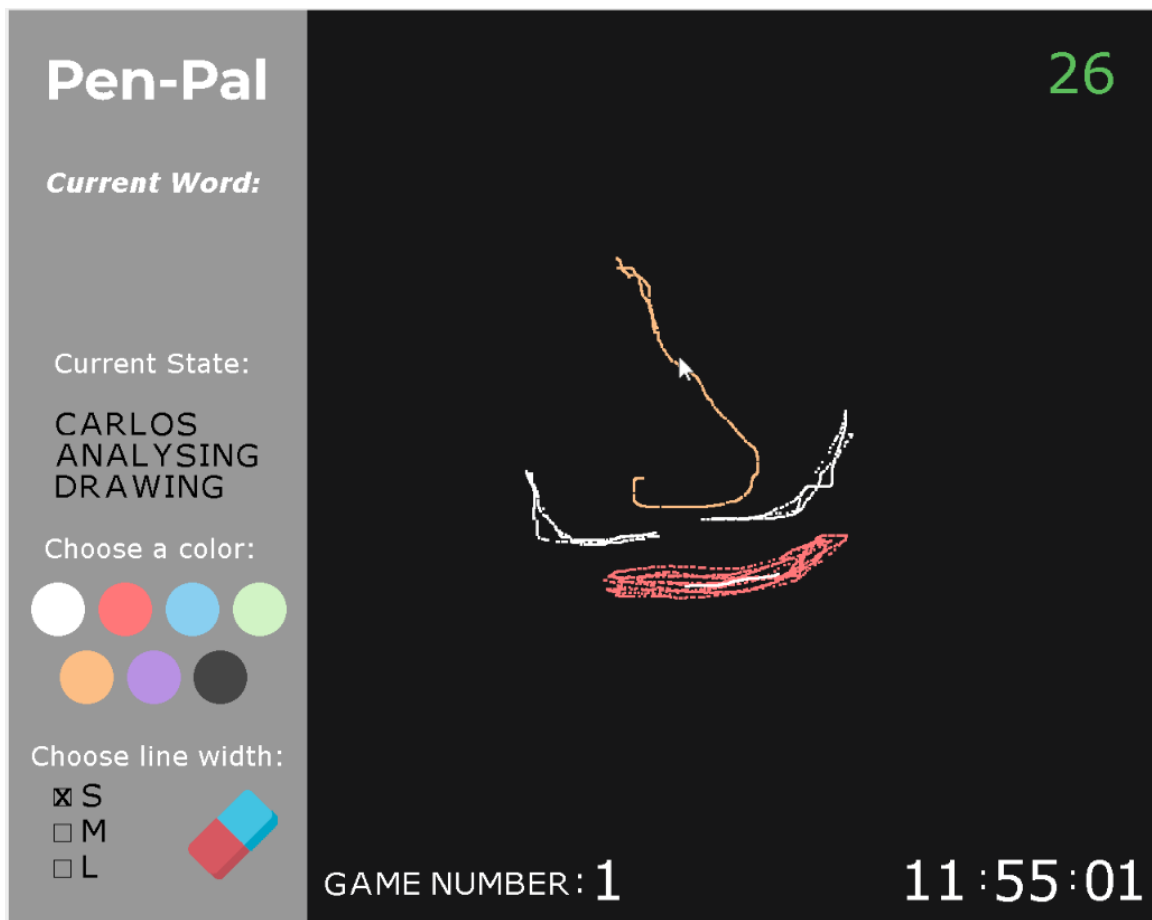 Pen-Pal
26
Current Word:
Current State:
CARLOS
ANALYSING
DRAWING
Choose a color:
Choose line width:
S
M
L
GAME NUMBER: 1
11:55:01